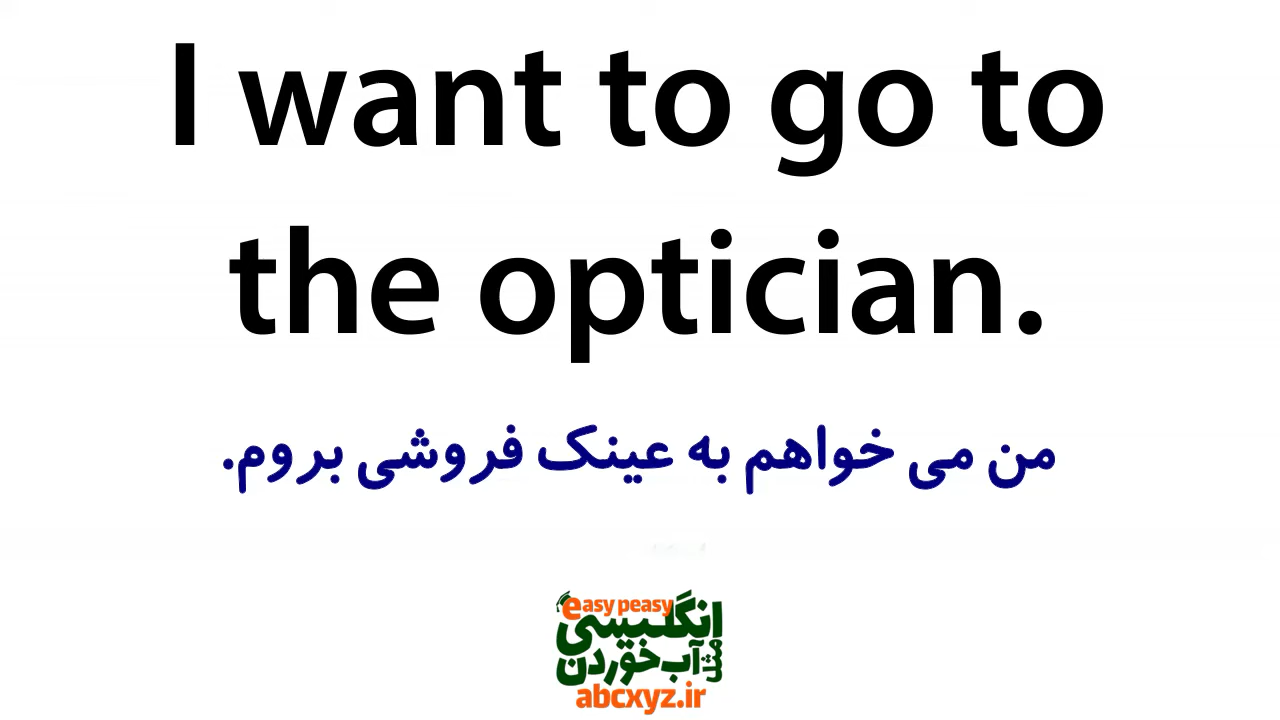 I want to go to
the optician.
من می خواهم به عینک فروشی بروم.
easy peasy
انگلیسی
مثل آب خوردن
abcxyz.ir